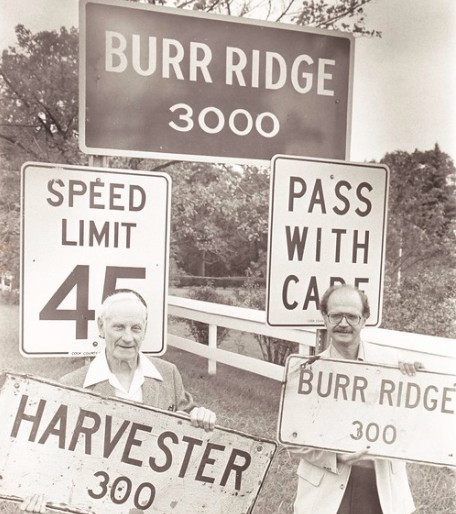 BURR RIDGE
3000
SPEED
LIMIT
45
PASS
WITH
CARE
HARVESTER
300
BURR RIDGE
300